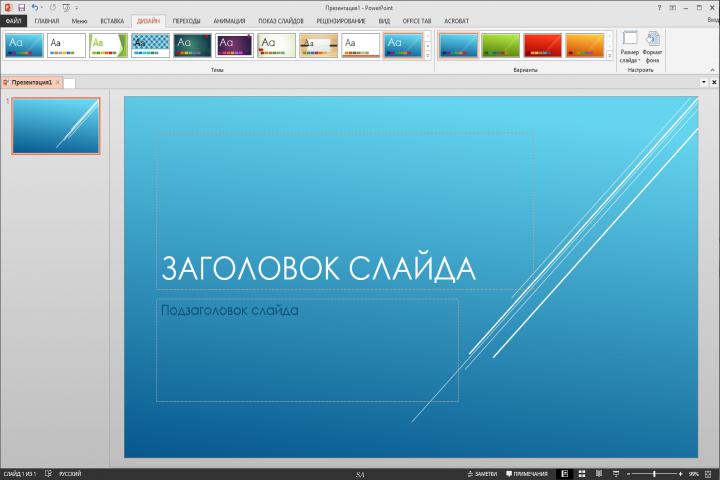 Презентация1 - PowerPoint
? 
Вход
ФАЙЛ ГЛАВНАЯ Меню ВСТАВКА ДИЗАЙН ПЕРЕХОДЫ АНИМАЦИЯ ПОКАЗ СЛАЙДОВ РЕЦЕНЗИРОВАНИЕ ВИД OFFICE TAB ACROBAT
Aa Aa Aa Aa Aa Aa Aa Aa Aa Aa
Размер слайда
Формат фона
Темы Варианты Настроить
Презентация1
1
ЗАГОЛОВОК СЛАЙДА
Подзаголовок слайда
СЛАЙД 1 ИЗ 1 РУССКИЙ SA ЗАМЕТКИ ПРИМЕЧАНИЯ 99%